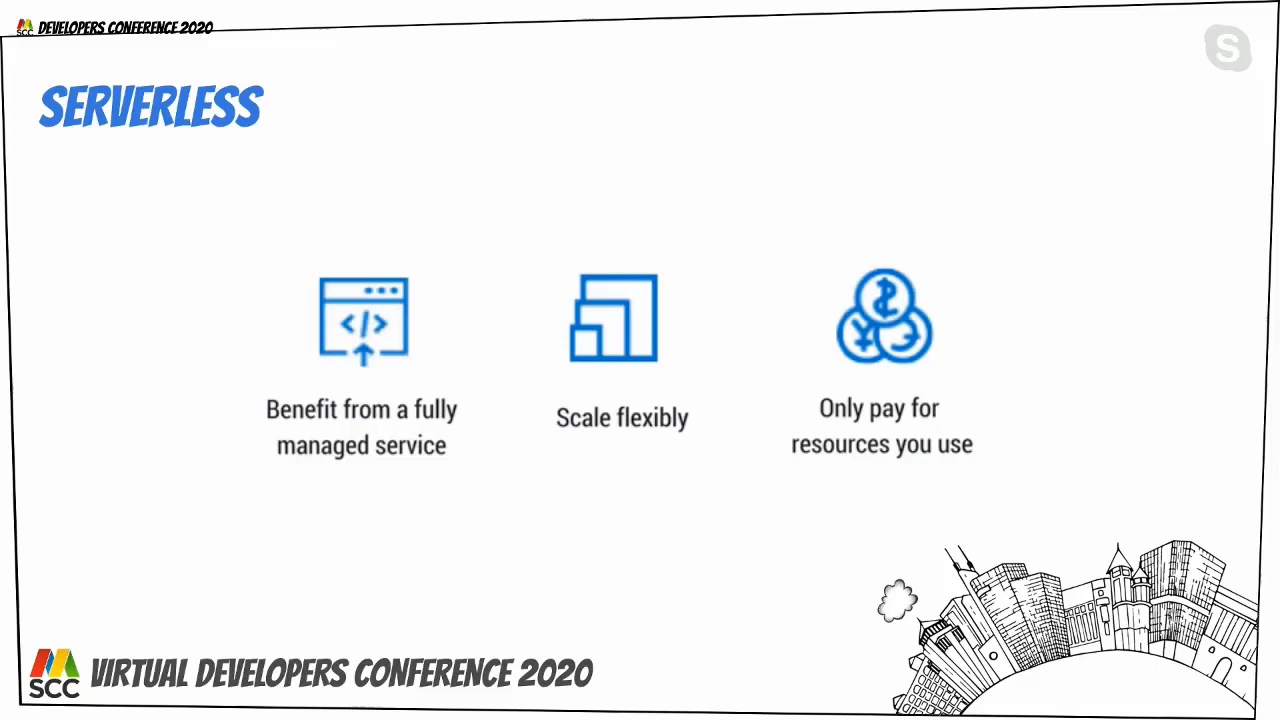 SCC DEVELOPERS CONFERENCE 2020
S
SERVERLESS
</>
Benefit from a fully
managed service
Scale flexibly
Only pay for
resources you use
SCC VIRTUAL DEVELOPERS CONFERENCE 2020